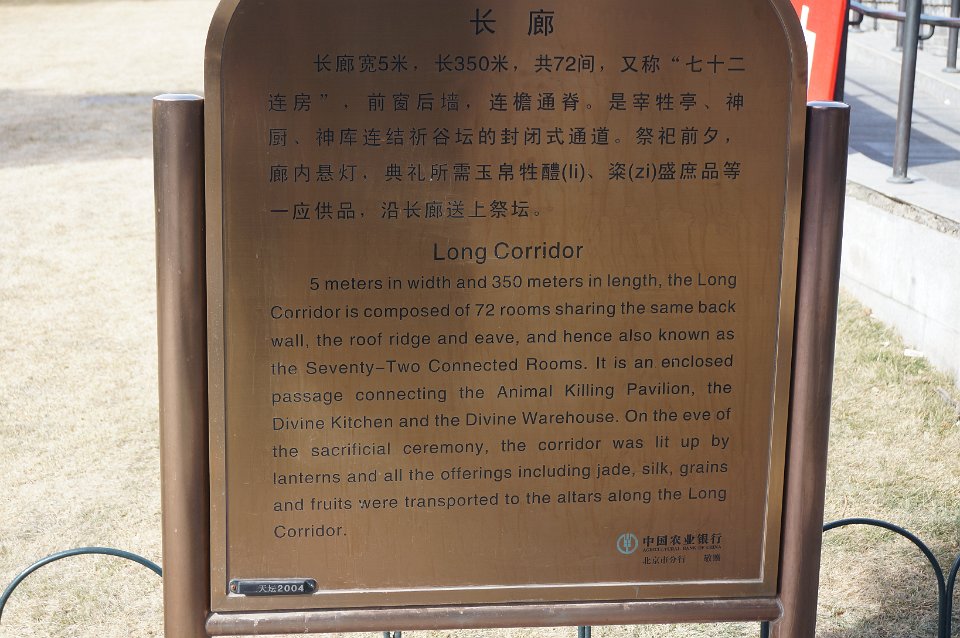 长 廊
长廊宽5米，长350米，共72间，又称“七十二
连房”，前窗后墙，连檐通脊。是宰牲亭、神
厨、神库连结祈谷坛的封闭式通道。祭祀前夕，
廊内悬灯，典礼所需玉帛牲醴(li)、粢(zi)盛庶品等
一应供品，沿长廊送上祭坛。
Long Corridor
5 meters in width and 350 meters in length, the Long
Corridor is composed of 72 rooms sharing the same back
wall, the roof ridge and eave, and hence also known as
the Seventy-Two Connected Rooms. It is an enclosed
passage connecting the Animal Killing Pavilion, the
Divine Kitchen and the Divine Warehouse. On the eve of
the sacrificial ceremony, the corridor was lit up by
lanterns and all the offerings including jade, silk, grains
and fruits were transported to the altars along the Long
Corridor.
中国农业银行
AGRICULTURAL BANK OF CHINA
北京市分行 敬赠
天坛2004